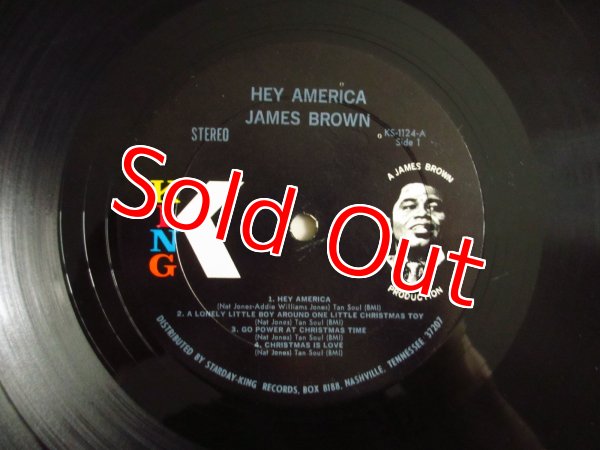 HEY AMERICA
JAMES BROWN
STEREO
KS-1124-A
Side 1
KING
A JAMES BROWN
PRODUCTION
Sold Out
1. HEY AMERICA
(Nat Jones-Addie Williams Jones) Tan Soul (BMI)
2. A LONELY LITTLE BOY AROUND ONE LITTLE CHRISTMAS TOY
(Nat Jones) Tan Soul (BMI)
3. GO POWER AT CHRISTMAS TIME
(Nat Jones) Tan Soul (BMI)
4. CHRISTMAS IS LOVE
(Nat Jones) Tan Soul (BMI)
DISTRIBUTED BY STARDAY-KING RECORDS, BOX 8188, NASHVILLE, TENNESSEE 37207